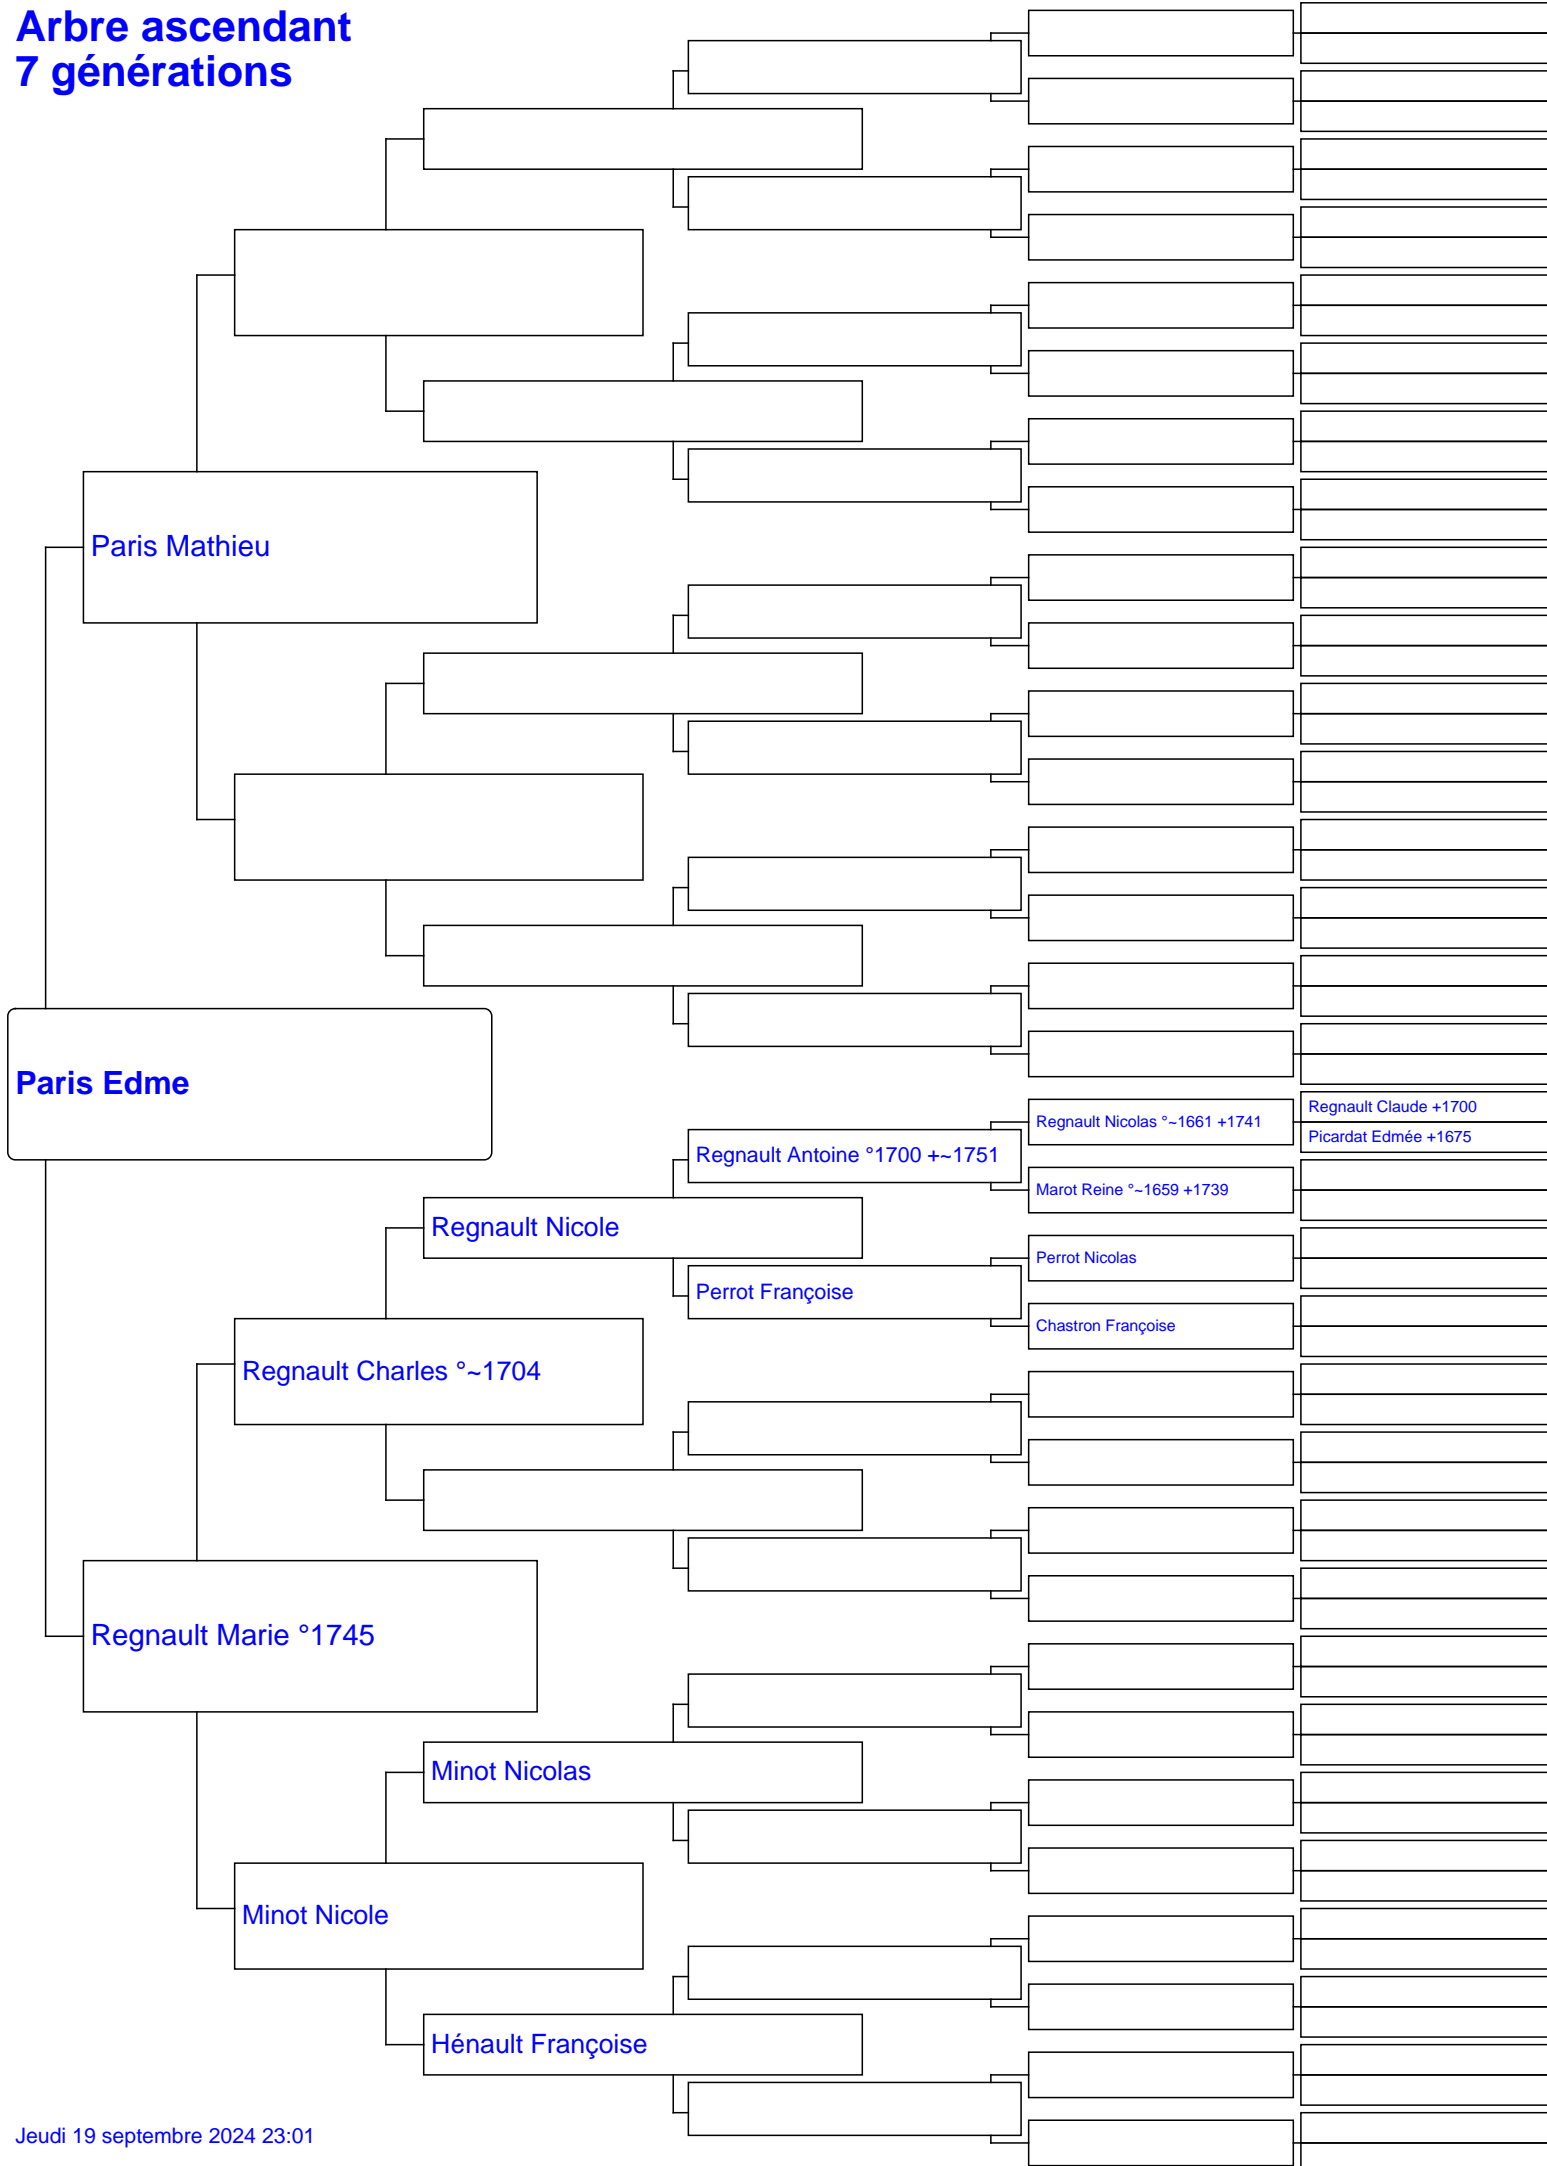 Arbre ascendant
7 générations
Paris Mathieu
Paris Edme
Regnault Nicolas °~1661 +1741
Regnault Claude +1700
Picardat Edmée +1675
Regnault Antoine °1700 +~1751
Marot Reine °~1659 +1739
Regnault Nicole
Perrot Nicolas
Perrot Françoise
Chastron Françoise
Regnault Charles °~1704
Regnault Marie °1745
Minot Nicolas
Minot Nicole
Hénault Françoise
Jeudi 19 septembre 2024 23:01